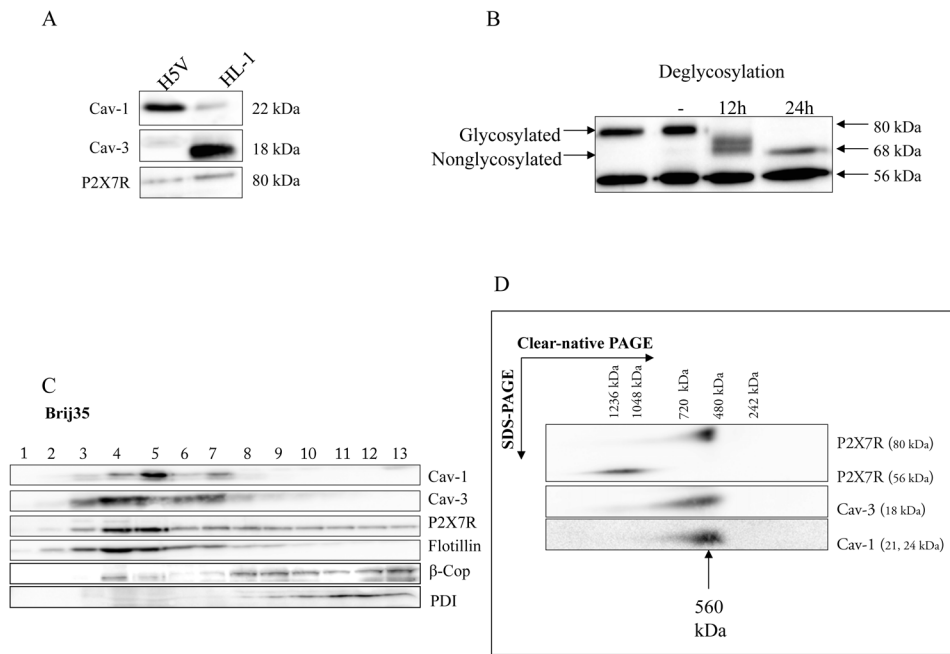 A
H5V
HL-1
Cav-1
22 kDa
Cav-3
18 kDa
P2X7R
80 kDa
B
Deglycosylation
-
12h
24h
Glycosylated
Nonglycosylated
80 kDa
68 kDa
56 kDa
C
Brij35
1 2 3 4 5 6 7 8 9 10 11 12 13
Cav-1
Cav-3
P2X7R
Flotillin
β-Cop
PDI
D
Clear-native PAGE
SDS-PAGE
1236 kDa
1048 kDa
720 kDa
480 kDa
242 kDa
P2X7R (80 kDa)
P2X7R (56 kDa)
Cav-3 (18 kDa)
Cav-1 (21, 24 kDa)
560
kDa